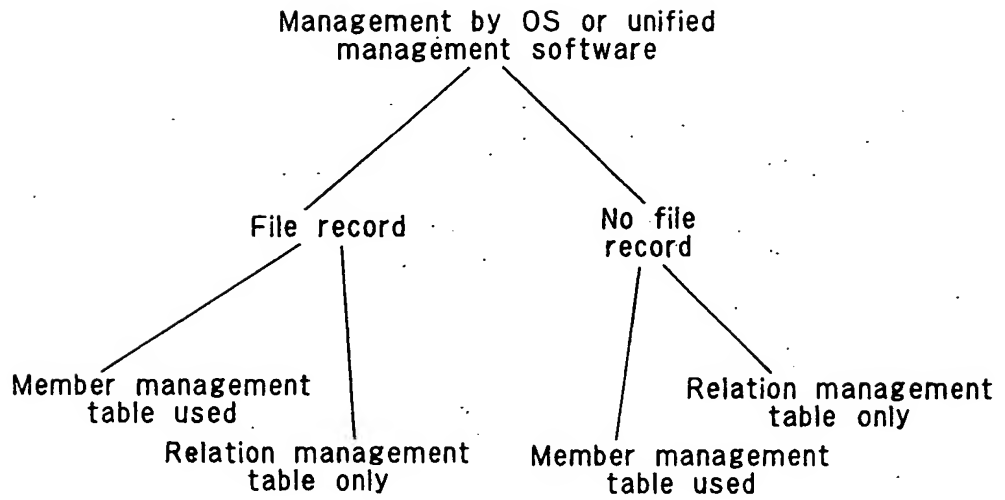 Management by OS or unified
management software
File record
No file
record
Member management
table used
Relation management
table only
Member management
table used
Relation management
table only